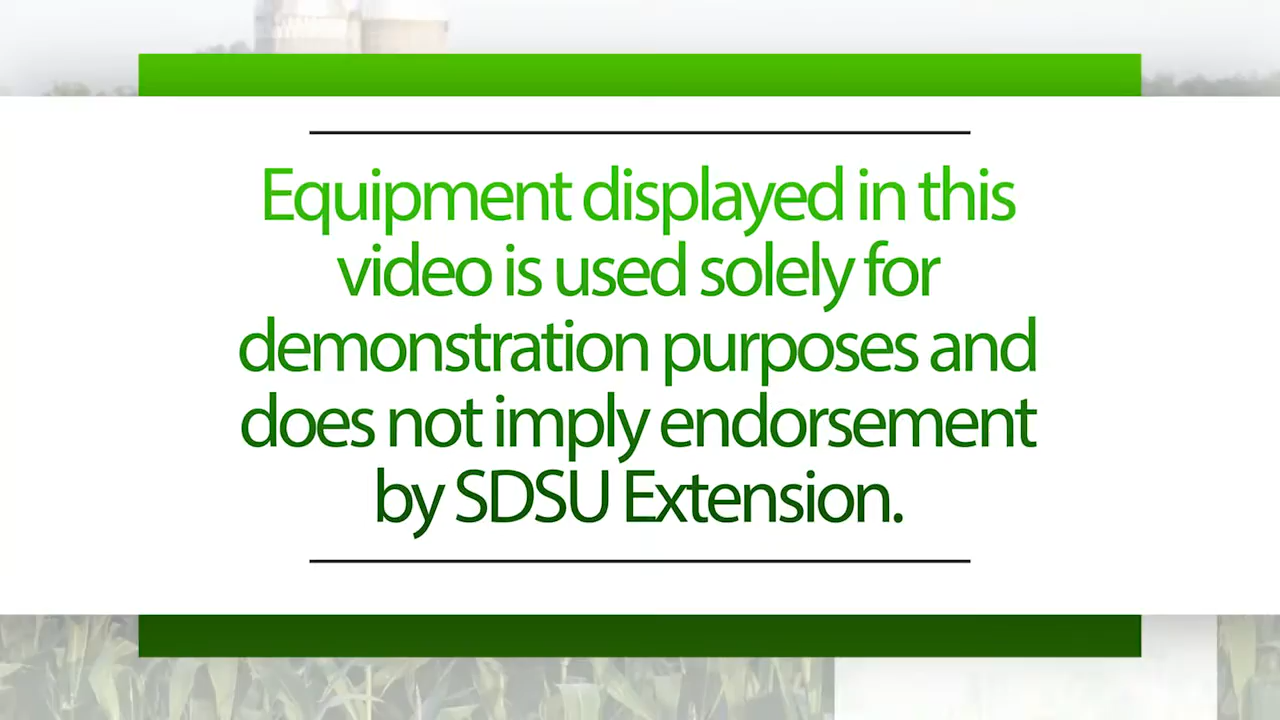 Equipment displayed in this
video is used solely for
demonstration purposes and
does not imply endorsement
by SDSU Extension.